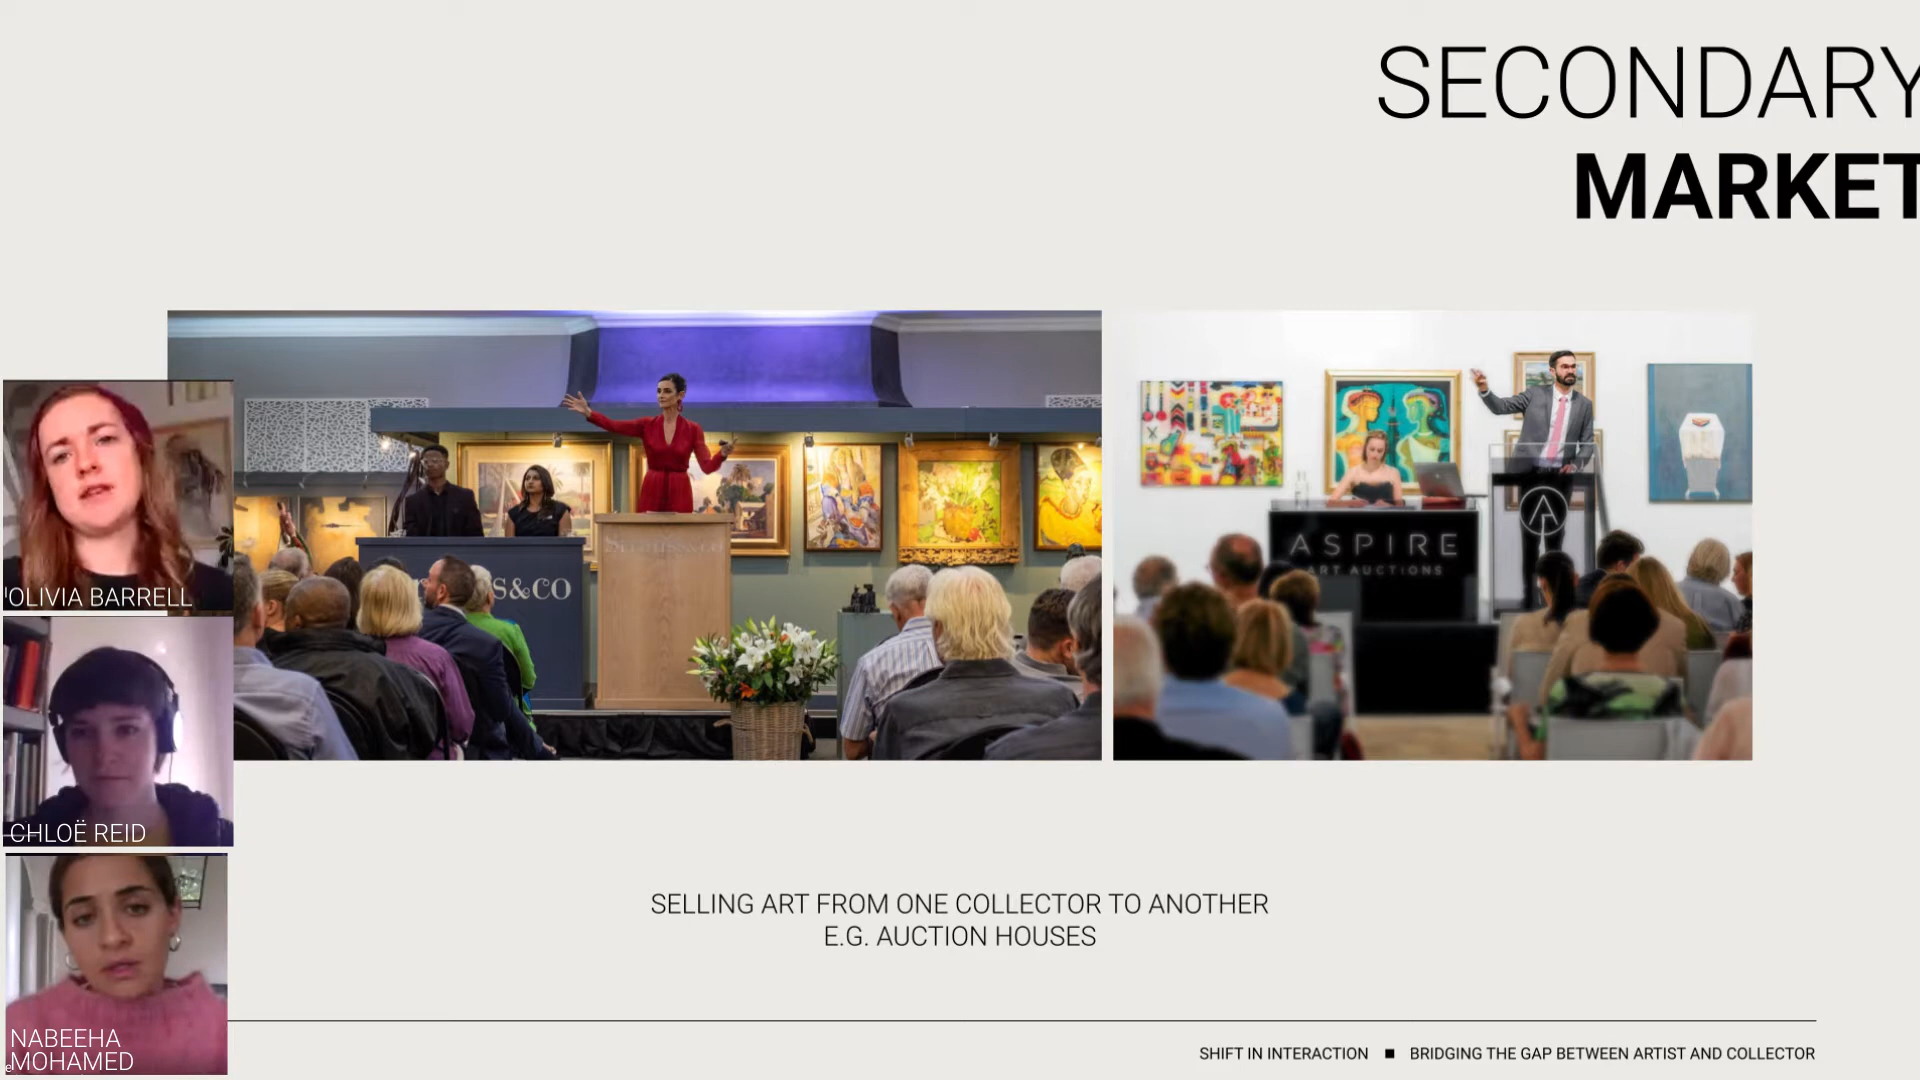 SECONDARY
MARKET
S&CO
ASPIRE
ART AUCTIONS
'OLIVIA BARRELL
CHLOË REID
NABEEHA
MOHAMED
SELLING ART FROM ONE COLLECTOR TO ANOTHER
E.G. AUCTION HOUSES
SHIFT IN INTERACTION ■ BRIDGING THE GAP BETWEEN ARTIST AND COLLECTOR